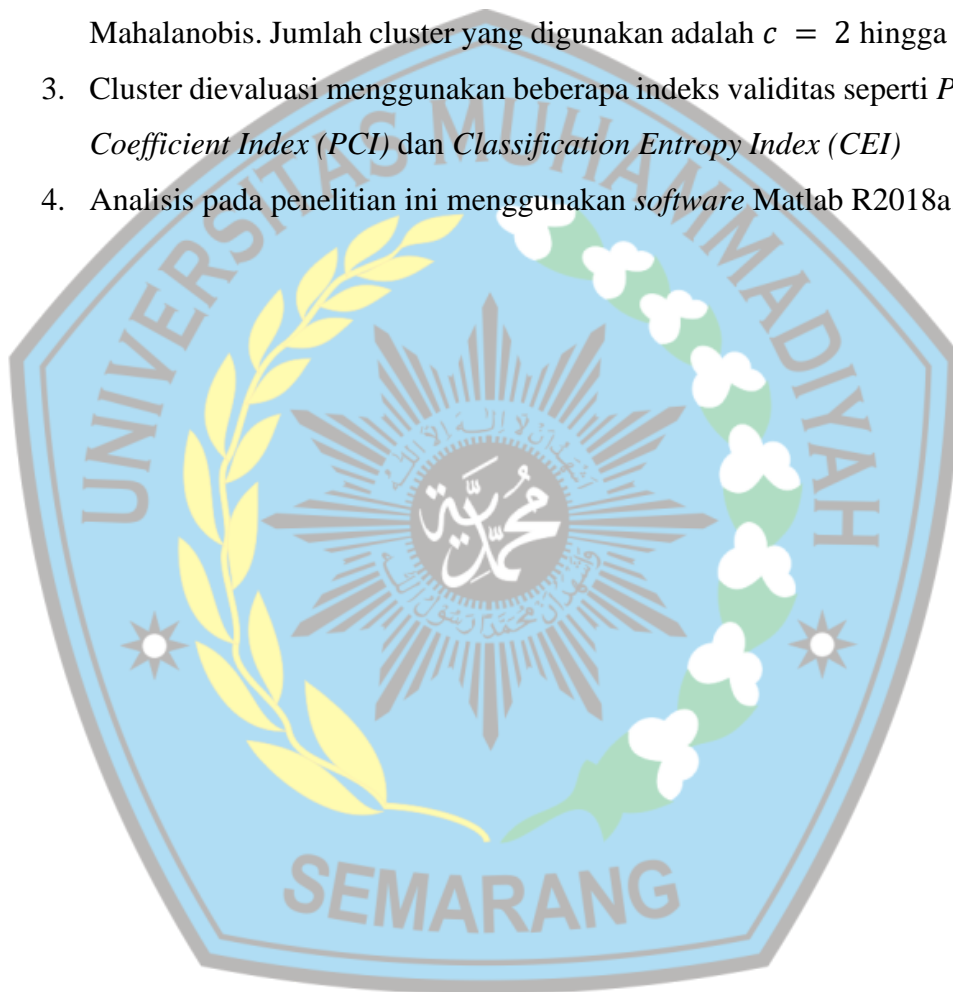 Mahalanobis. Jumlah cluster yang digunakan adalah c = 2 hingga
3. Cluster dievaluasi menggunakan beberapa indeks validitas seperti P
Coefficient Index (PCI) dan Classification Entropy Index (CEI)
4. Analisis pada penelitian ini menggunakan software Matlab R2018a
UNIVERSITAS MUHAMMADIYAH
محمدية
SEMARANG